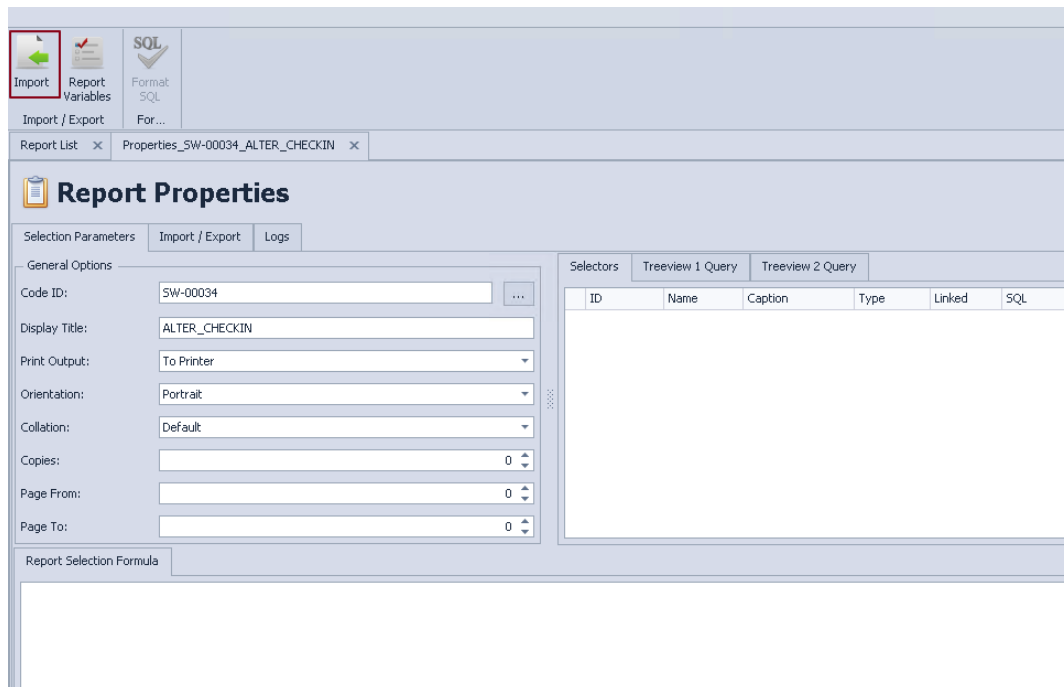 SQL
Import Report Variables Format SQL
Import / Export For...
Report List Properties_SW-00034_ALTER_CHECKIN
Report Properties
Selection Parameters Import / Export Logs
General Options
Selectors Treeview 1 Query Treeview 2 Query
Code ID: SW-00034 ...
ID Name Caption Type Linked SQL
Display Title: ALTER_CHECKIN
Print Output: To Printer
Orientation: Portrait
Collation: Default
Copies: 0
Page From: 0
Page To: 0
Report Selection Formula